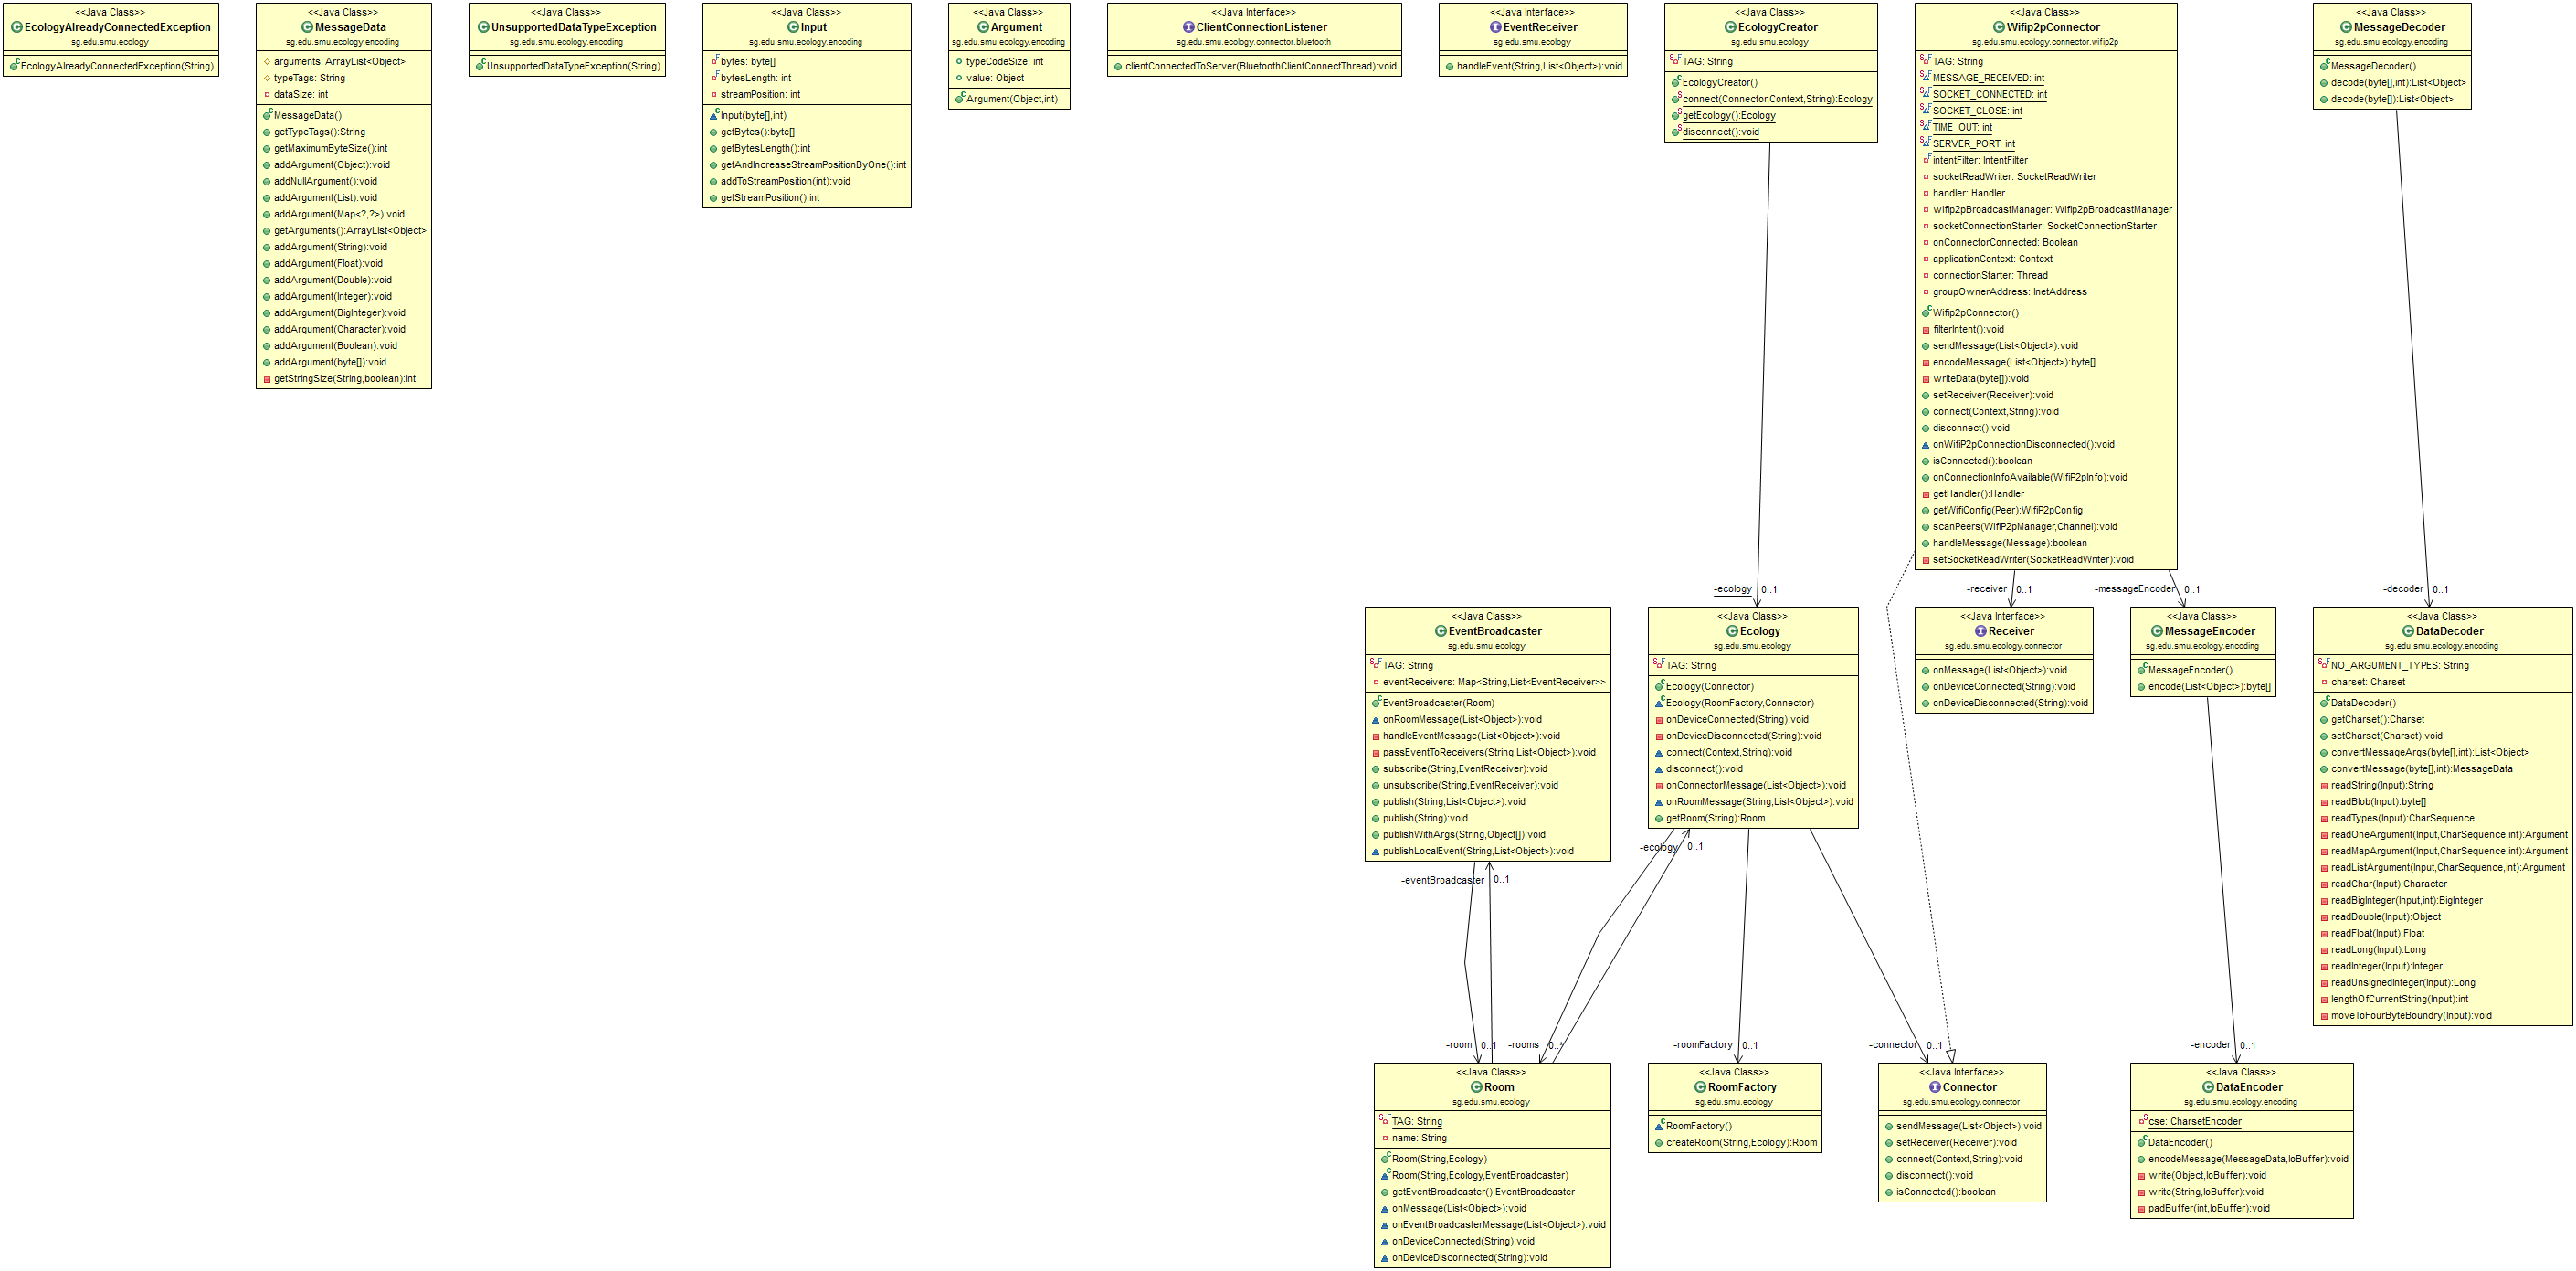 <<Java Class>>
EcologyAlreadyConnectedException
sg.edu.smu.ecology
EcologyAlreadyConnectedException(String)
<<Java Class>>
MessageData
sg.edu.smu.ecology.encoding
arguments: ArrayList<Object>
typeTags: String
dataSize: int
MessageData()
getTypeTags():String
getMaximumByteSize():int
addArgument(Object):void
addNullArgument():void
addArgument(List):void
addArgument(Map<?,?>):void
getArguments():ArrayList<Object>
addArgument(String):void
addArgument(Float):void
addArgument(Double):void
addArgument(Integer):void
addArgument(BigInteger):void
addArgument(Character):void
addArgument(Boolean):void
addArgument(byte[]):void
getStringSize(String,boolean):int
<<Java Class>>
UnsupportedDataTypeException
sg.edu.smu.ecology.encoding
UnsupportedDataTypeException(String)
<<Java Class>>
Input
sg.edu.smu.ecology.encoding
bytes: byte[]
bytesLength: int
streamPosition: int
Input(byte[],int)
getBytes():byte[]
getBytesLength():int
getAndIncreaseStreamPositionByOne():int
addToStreamPosition(int):void
getStreamPosition():int
<<Java Class>>
Argument
sg.edu.smu.ecology.encoding
typeCodeSize: int
value: Object
Argument(Object,int)
<<Java Interface>>
ClientConnectionListener
sg.edu.smu.ecology.connector.bluetooth
clientConnectedToServer(BluetoothClientConnectThread):void
<<Java Interface>>
EventReceiver
sg.edu.smu.ecology
handleEvent(String,List<Object>):void
<<Java Class>>
EcologyCreator
sg.edu.smu.ecology
TAG: String
EcologyCreator()
connect(Connector,Context,String):Ecology
getEcology():Ecology
disconnect():void
<<Java Class>>
Wifip2pConnector
sg.edu.smu.ecology.connector.wifip2p
TAG: String
MESSAGE_RECEIVED: int
SOCKET_CONNECTED: int
SOCKET_CLOSE: int
TIME_OUT: int
SERVER_PORT: int
intentFilter: IntentFilter
socketReadWriter: SocketReadWriter
handler: Handler
wifip2pBroadcastManager: Wifip2pBroadcastManager
socketConnectionStarter: SocketConnectionStarter
onConnectorConnected: Boolean
applicationContext: Context
connectionStarter: Thread
groupOwnerAddress: InetAddress
Wifip2pConnector()
filterIntent():void
sendMessage(List<Object>):void
encodeMessage(List<Object>):byte[]
writeData(byte[]):void
setReceiver(Receiver):void
connect(Context,String):void
disconnect():void
onWifiP2pConnectionDisconnected():void
isConnected():boolean
onConnectionInfoAvailable(WifiP2pInfo):void
getHandler():Handler
getWifiConfig(Peer):WifiP2pConfig
scanPeers(WifiP2pManager,Channel):void
handleMessage(Message):boolean
setSocketReadWriter(SocketReadWriter):void
<<Java Class>>
MessageDecoder
sg.edu.smu.ecology.encoding
MessageDecoder()
decode(byte[],int):List<Object>
decode(byte[]):List<Object>
-ecology 0..1
-receiver 0..1
-messageEncoder 0..1
-decoder 0..1
<<Java Class>>
EventBroadcaster
sg.edu.smu.ecology
TAG: String
eventReceivers: Map<String,List<EventReceiver>>
EventBroadcaster(Room)
onRoomMessage(List<Object>):void
handleEventMessage(List<Object>):void
passEventToReceivers(String,List<Object>):void
subscribe(String,EventReceiver):void
unsubscribe(String,EventReceiver):void
publish(String,List<Object>):void
publish(String):void
publishWithArgs(String,Object[]):void
publishLocalEvent(String,List<Object>):void
<<Java Class>>
Ecology
sg.edu.smu.ecology
TAG: String
Ecology(Connector)
Ecology(RoomFactory,Connector)
onDeviceConnected(String):void
onDeviceDisconnected(String):void
connect(Context,String):void
disconnect():void
onConnectorMessage(List<Object>):void
onRoomMessage(String,List<Object>):void
getRoom(String):Room
<<Java Interface>>
Receiver
sg.edu.smu.ecology.connector
onMessage(List<Object>):void
onDeviceConnected(String):void
onDeviceDisconnected(String):void
<<Java Class>>
MessageEncoder
sg.edu.smu.ecology.encoding
MessageEncoder()
encode(List<Object>):byte[]
<<Java Class>>
DataDecoder
sg.edu.smu.ecology.encoding
NO_ARGUMENT_TYPES: String
charset: Charset
DataDecoder()
getCharset():Charset
setCharset(Charset):void
convertMessageArgs(byte[],int):List<Object>
convertMessage(byte[],int):MessageData
readString(Input):String
readBlob(Input):byte[]
readTypes(Input):CharSequence
readOneArgument(Input,CharSequence,int):Argument
readMapArgument(Input,CharSequence,int):Argument
readListArgument(Input,CharSequence,int):Argument
readChar(Input):Character
readBigInteger(Input,int):BigInteger
readDouble(Input):Object
readFloat(Input):Float
readLong(Input):Long
readInteger(Input):Integer
readUnsignedInteger(Input):Long
lengthOfCurrentString(Input):int
moveToFourByteBoundry(Input):void
-ecology 0..1
-eventBroadcaster 0..1
-room 0..1
-rooms 0..*
-roomFactory 0..1
-connector 0..1
-encoder 0..1
<<Java Class>>
Room
sg.edu.smu.ecology
TAG: String
name: String
Room(String,Ecology)
Room(String,Ecology,EventBroadcaster)
getEventBroadcaster():EventBroadcaster
onMessage(List<Object>):void
onEventBroadcasterMessage(List<Object>):void
onDeviceConnected(String):void
onDeviceDisconnected(String):void
<<Java Class>>
RoomFactory
sg.edu.smu.ecology
RoomFactory()
createRoom(String,Ecology):Room
<<Java Interface>>
Connector
sg.edu.smu.ecology.connector
sendMessage(List<Object>):void
setReceiver(Receiver):void
connect(Context,String):void
disconnect():void
isConnected():boolean
<<Java Class>>
DataEncoder
sg.edu.smu.ecology.encoding
cse: CharsetEncoder
DataEncoder()
encodeMessage(MessageData,IoBuffer):void
write(Object,IoBuffer):void
write(String,IoBuffer):void
padBuffer(int,IoBuffer):void